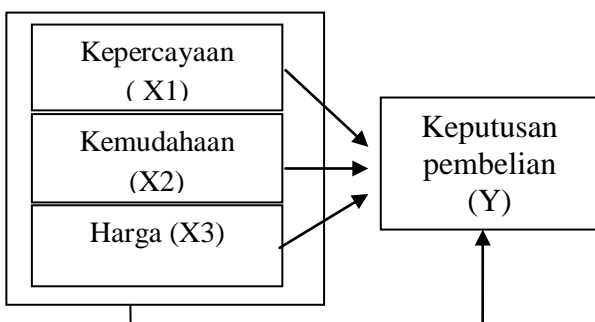 Kepercayaan
( X1)
Kemudahaan
(X2)
Harga (X3)
Keputusan
pembelian
(Y)